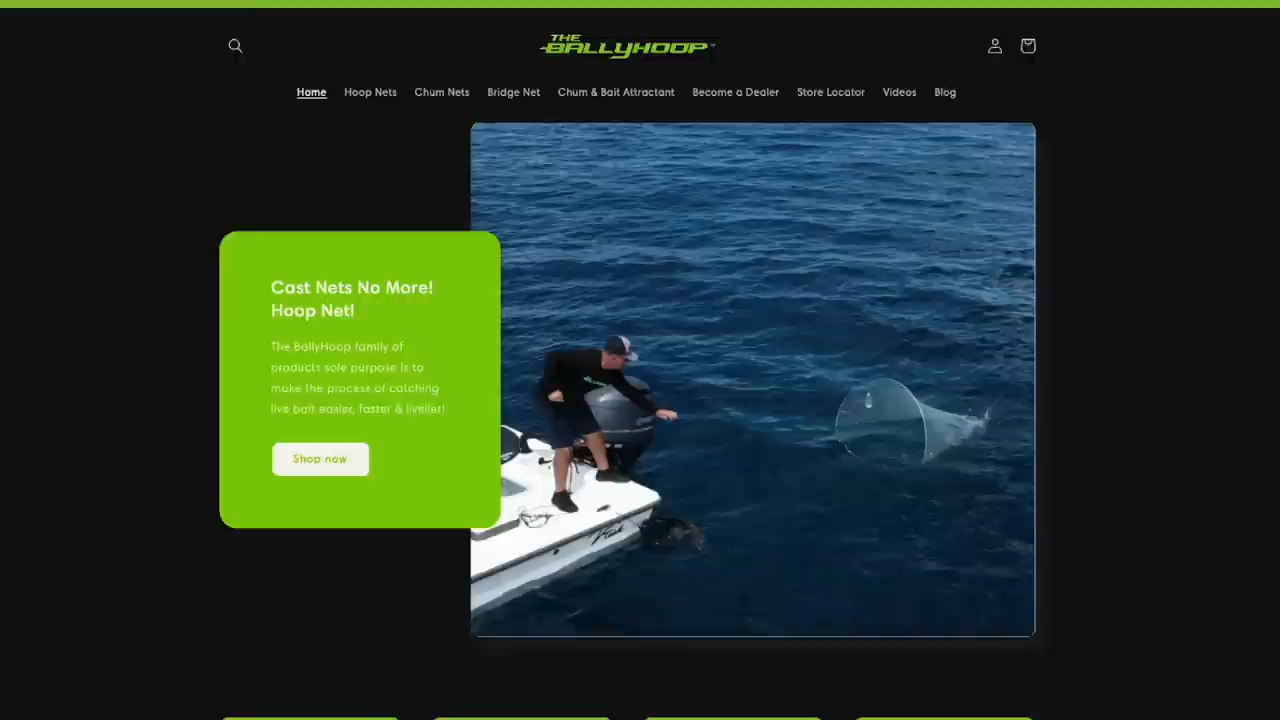 THE
BALLYHOOP
Home Hoop Nets Chum Nets Bridge Net Chum & Bait Attractant Become a Dealer Store Locator Videos Blog
Cast Nets No More!
Hoop Net!
The BallyHoop family of
products sole purpose is to
make the process of catching
live bait easier, faster & livelier!
Shop now